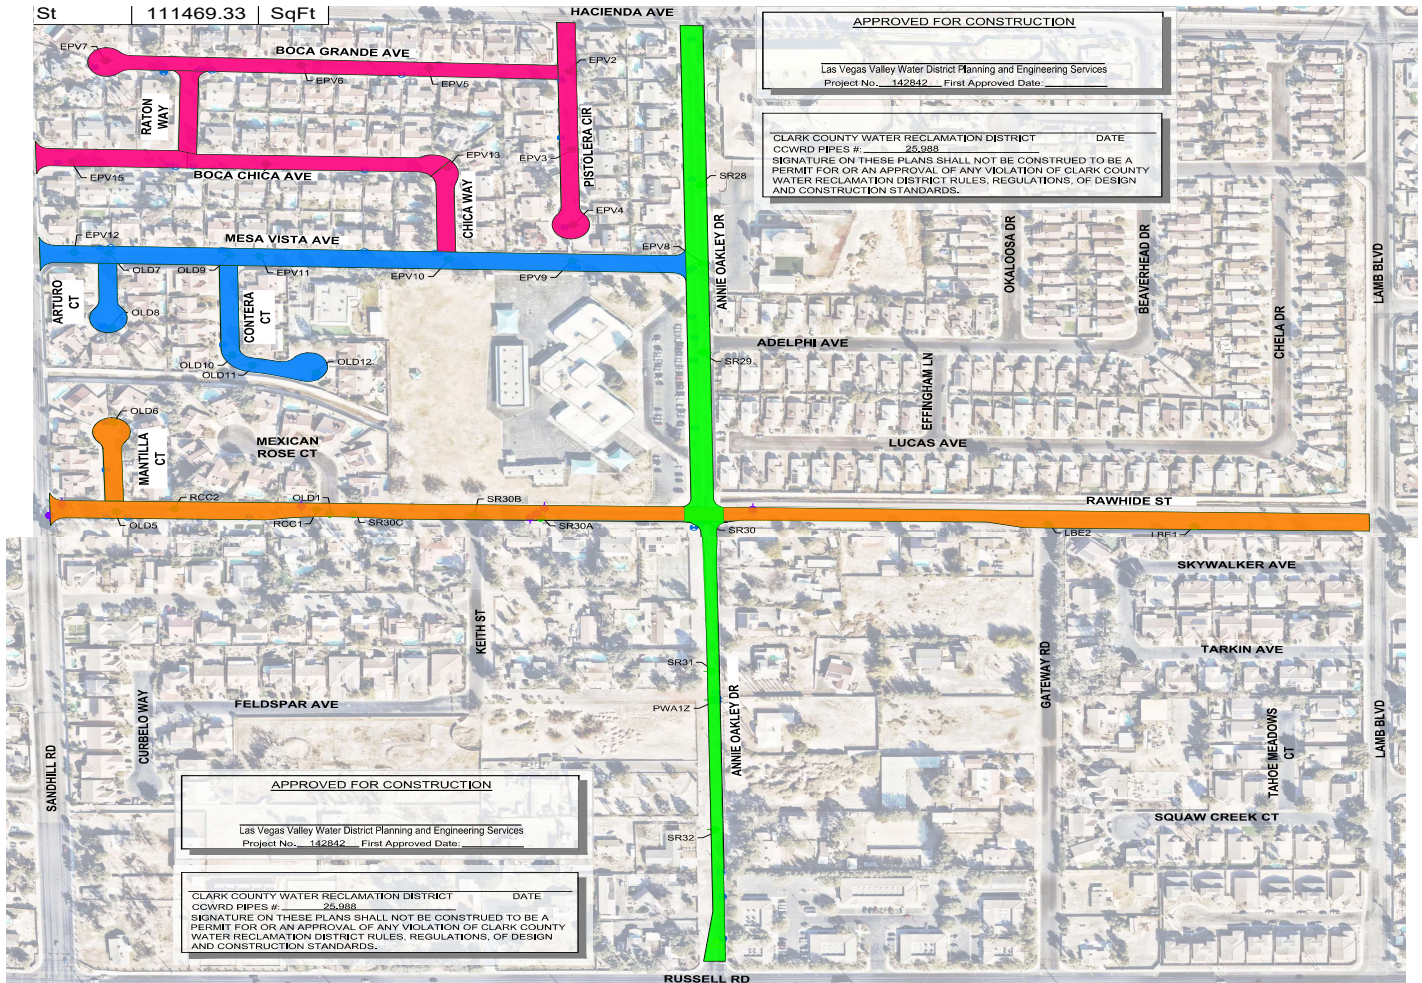 St 111469.33 SqFt
HACIENDA AVE
APPROVED FOR CONSTRUCTION
Las Vegas Valley Water District Planning and Engineering Services
Project No. 142842 First Approved Date:
CLARK COUNTY WATER RECLAMATION DISTRICT DATE
CCWRD PIPES #: 25.988
SIGNATURE ON THESE PLANS SHALL NOT BE CONSTRUED TO BE A
PERMIT FOR OR AN APPROVAL OF ANY VIOLATION OF CLARK COUNTY
WATER RECLAMATION DISTRICT RULES, REGULATIONS, OF DESIGN
AND CONSTRUCTION STANDARDS.
EPV7
BOCA GRANDE AVE
EPV6
EPV5
EPV2
RATON
WAY
EPV3
PISTOLERA CIR
EPV13
EPV15
BOCA CHICA AVE
CHICA WAY
EPV4
SR28
EPV12
MESA VISTA AVE
EPV8
ANNIE OAKLEY DR
OLD7
OLD9
EPV11
EPV10
EPV9
OKALOOSA DR
BEAVERHEAD DR
LAMB BLVD
ARTURO
CT
OLD8
CONTERA
CT
CHELA DR
ADELPHI AVE
SR29
OLD10
OLD11
OLD12
EFFINGHAM LN
OLD6
MANTILLA
CT
MEXICAN
ROSE CT
LUCAS AVE
RCC2
OLD1
SR30B
RAWHIDE ST
OLD5
RCC1
SR30C
SR30A
SR30
LBE2
LBE1
SKYWALKER AVE
KEITH ST
TARKIN AVE
SR31
GATEWAY RD
FELDSPAR AVE
PWA1Z
CURBELO WAY
ANNIE OAKLEY DR
TAHOE MEADOWS
CT
LAMB BLVD
SANDHILL RD
SR32
SQUAW CREEK CT
APPROVED FOR CONSTRUCTION
Las Vegas Valley Water District Planning and Engineering Services
Project No. 142842 First Approved Date:
CLARK COUNTY WATER RECLAMATION DISTRICT DATE
CCWRD PIPES #: 25.988
SIGNATURE ON THESE PLANS SHALL NOT BE CONSTRUED TO BE A
PERMIT FOR OR AN APPROVAL OF ANY VIOLATION OF CLARK COUNTY
WATER RECLAMATION DISTRICT RULES, REGULATIONS, OF DESIGN
AND CONSTRUCTION STANDARDS.
RUSSELL RD